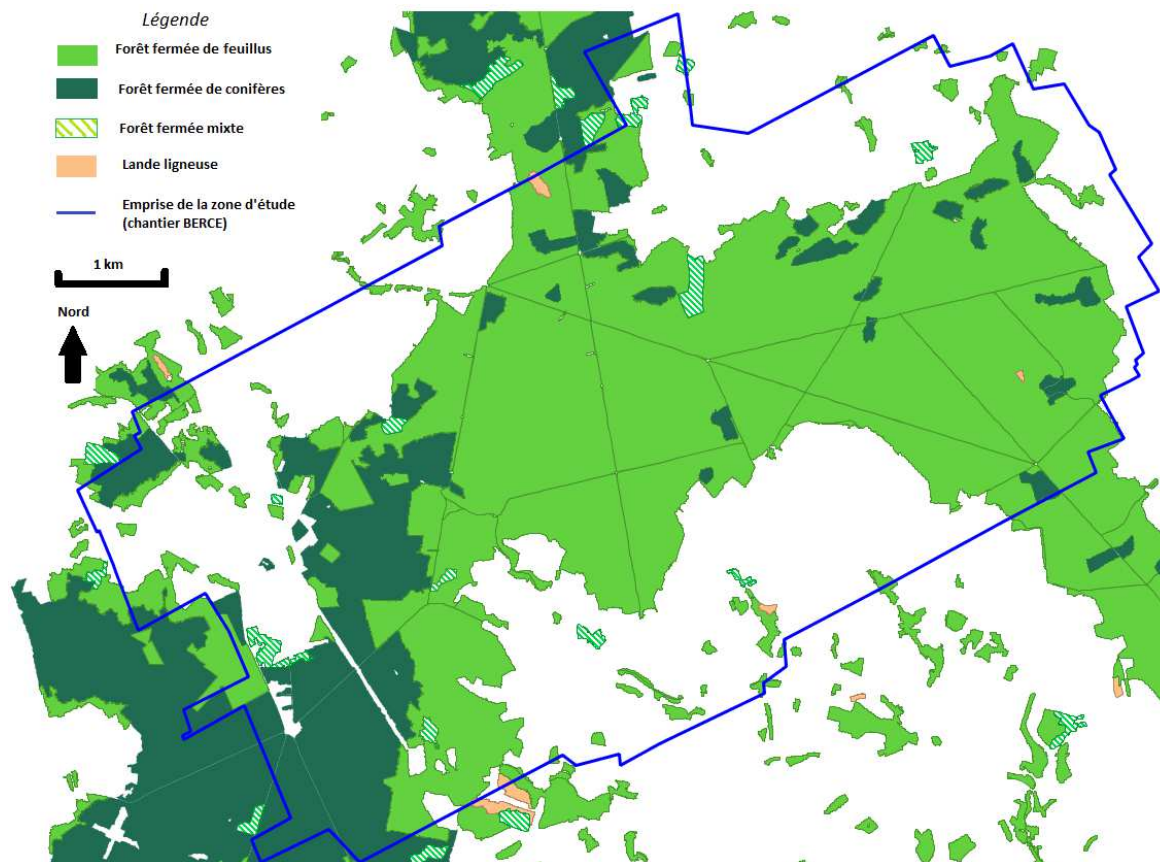 Légende
Forêt fermée de feuillus
Forêt fermée de conifères
Forêt fermée mixte
Lande ligneuse
Emprise de la zone d'étude
(chantier BERCE)
1 km
Nord